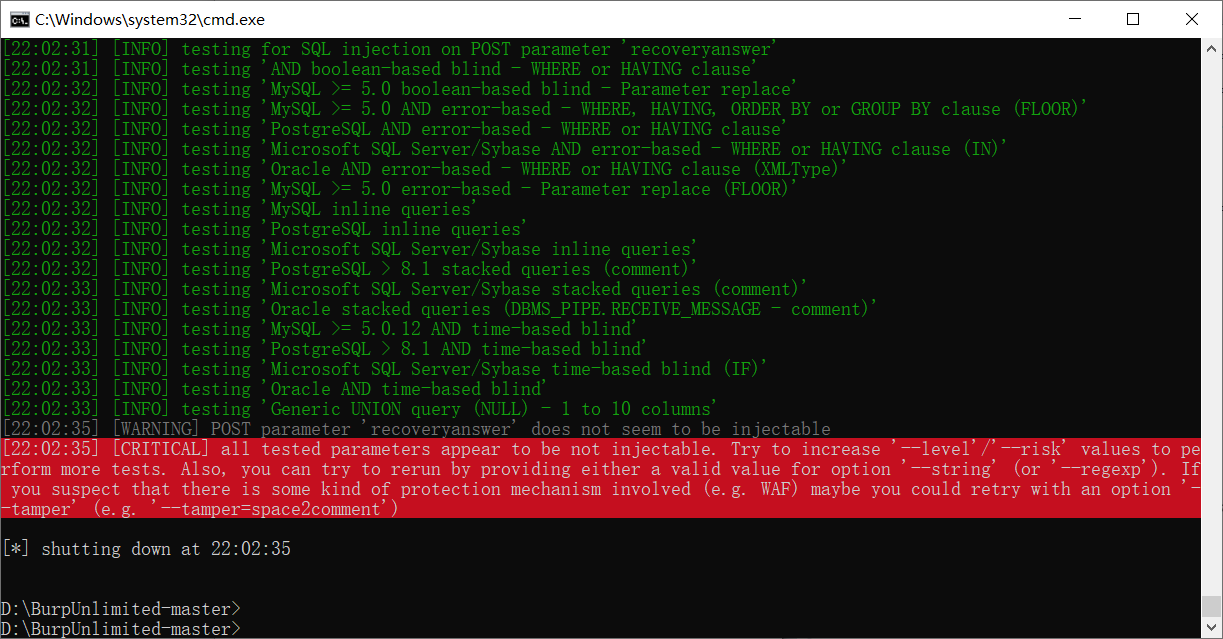 C:\Windows\system32\cmd.exe
[22:02:31] [INFO] testing for SQL injection on POST parameter 'recoveryanswer'
[22:02:31] [INFO] testing 'AND boolean-based blind - WHERE or HAVING clause'
[22:02:32] [INFO] testing 'MySQL >= 5.0 boolean-based blind - Parameter replace'
[22:02:32] [INFO] testing 'MySQL >= 5.0 AND error-based - WHERE, HAVING, ORDER BY or GROUP BY clause (FLOOR)'
[22:02:32] [INFO] testing 'PostgreSQL AND error-based - WHERE or HAVING clause'
[22:02:32] [INFO] testing 'Microsoft SQL Server/Sybase AND error-based - WHERE or HAVING clause (IN)'
[22:02:32] [INFO] testing 'Oracle AND error-based - WHERE or HAVING clause (XMLType)'
[22:02:32] [INFO] testing 'MySQL >= 5.0 error-based - Parameter replace (FLOOR)'
[22:02:32] [INFO] testing 'MySQL inline queries'
[22:02:32] [INFO] testing 'PostgreSQL inline queries'
[22:02:32] [INFO] testing 'Microsoft SQL Server/Sybase inline queries'
[22:02:32] [INFO] testing 'PostgreSQL > 8.1 stacked queries (comment)'
[22:02:33] [INFO] testing 'Microsoft SQL Server/Sybase stacked queries (comment)'
[22:02:33] [INFO] testing 'Oracle stacked queries (DBMS_PIPE.RECEIVE_MESSAGE - comment)'
[22:02:33] [INFO] testing 'MySQL >= 5.0.12 AND time-based blind'
[22:02:33] [INFO] testing 'PostgreSQL > 8.1 AND time-based blind'
[22:02:33] [INFO] testing 'Microsoft SQL Server/Sybase time-based blind (IF)'
[22:02:33] [INFO] testing 'Oracle AND time-based blind'
[22:02:33] [INFO] testing 'Generic UNION query (NULL) - 1 to 10 columns'
[22:02:35] [WARNING] POST parameter 'recoveryanswer' does not seem to be injectable
[22:02:35] [CRITICAL] all tested parameters appear to be not injectable. Try to increase '--level'/'--risk' values to pe
rform more tests. Also, you can try to rerun by providing either a valid value for option '--string' (or '--regexp'). If
you suspect that there is some kind of protection mechanism involved (e.g. WAF) maybe you could retry with an option '-
-tamper' (e.g. '--tamper=space2comment')
[*] shutting down at 22:02:35
D:\BurpUnlimited-master>
D:\BurpUnlimited-master>